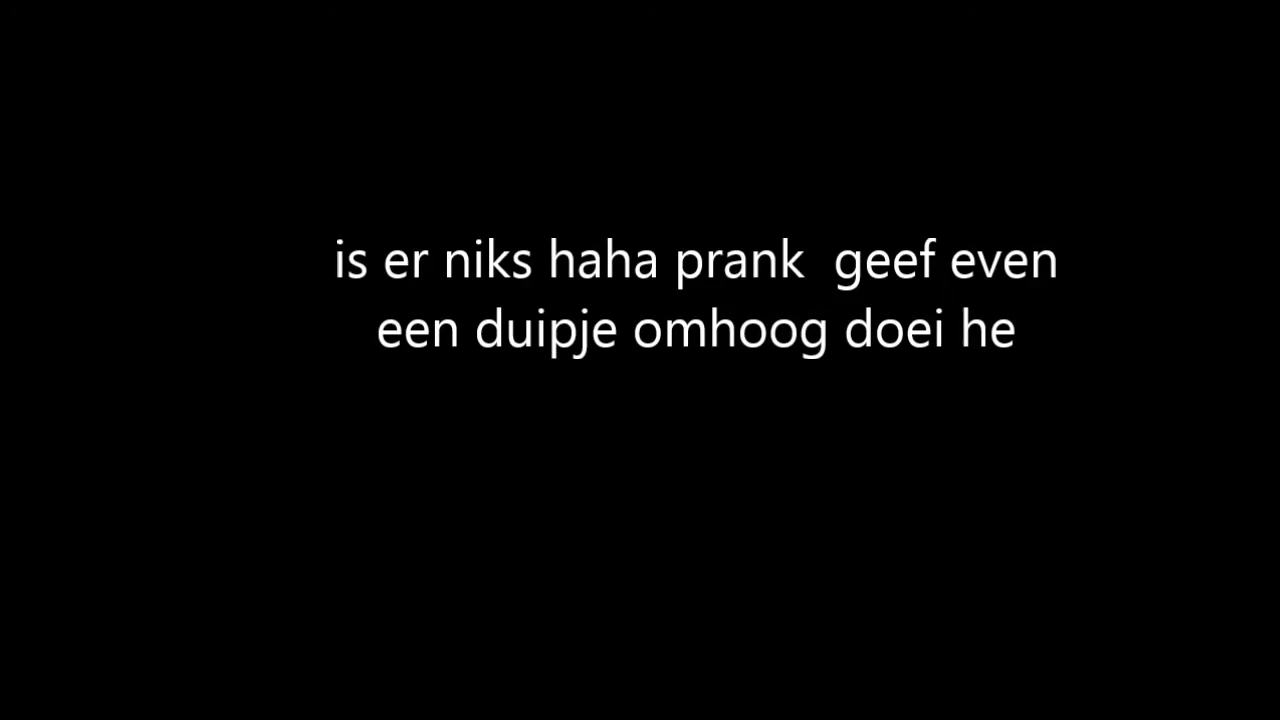 is er niks haha prank  geef even
een duipje omhoog doei he